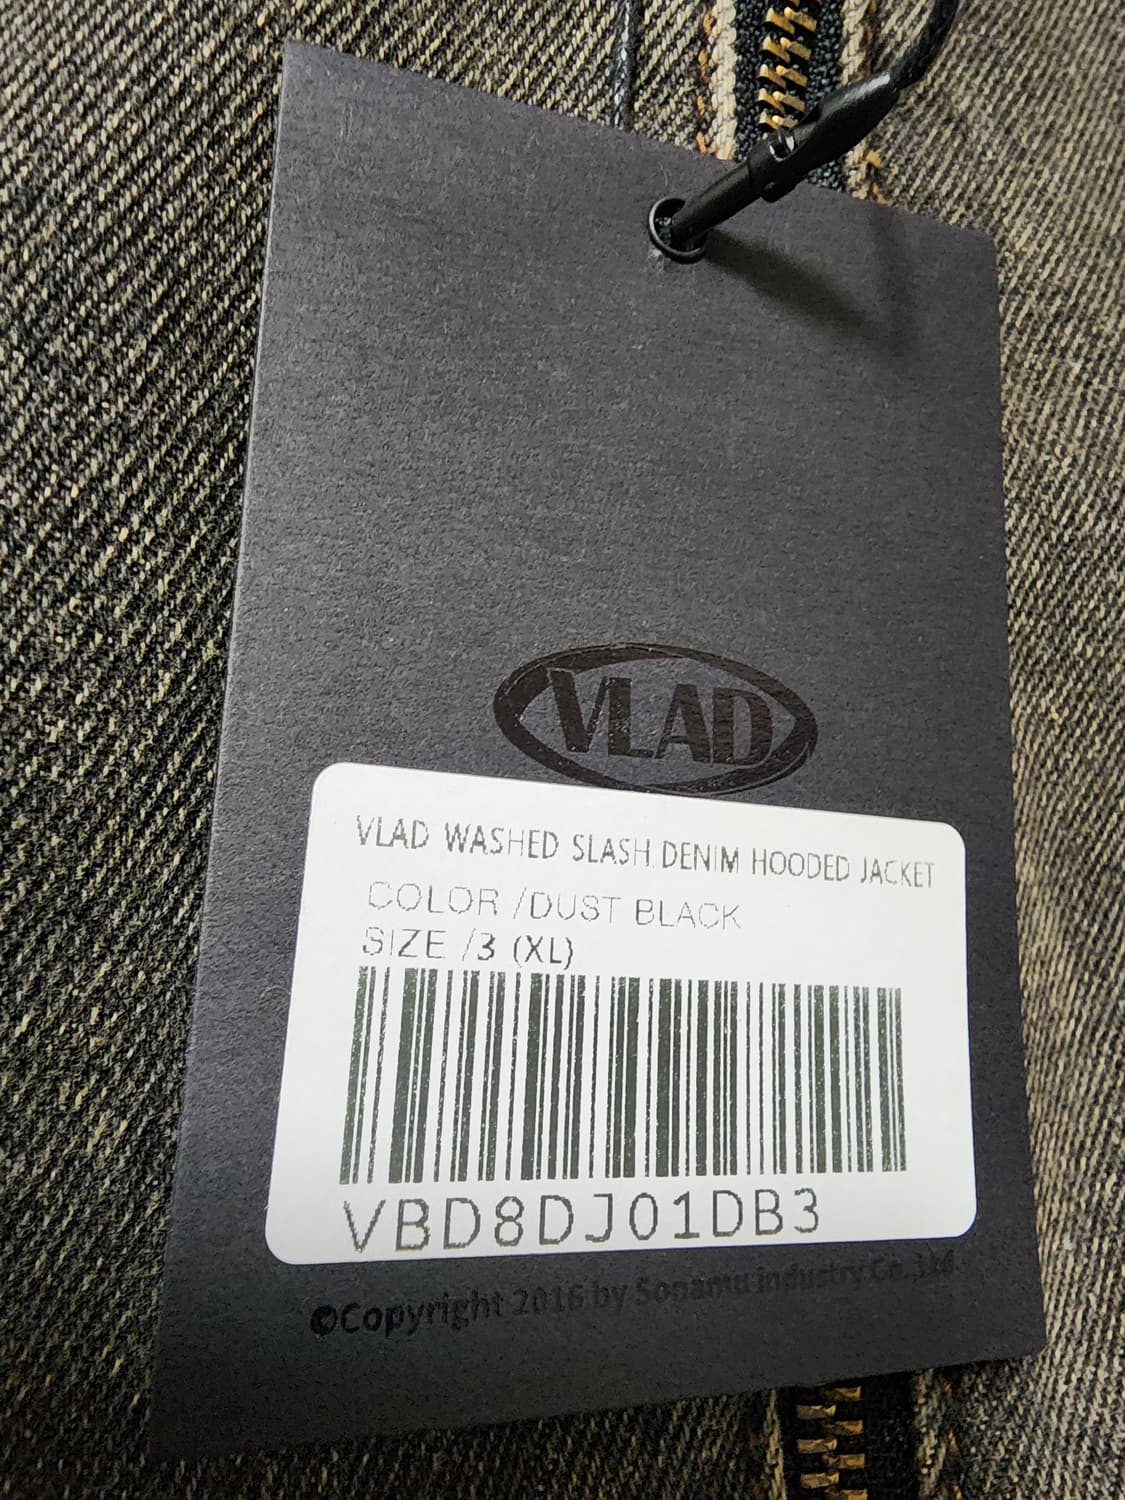 VLAD
VLAD WASHED SLASH DENIM HOODED JACKET
COLOR /DUST BLACK
SIZE /3 (XL)
VBD8DJ01DB3
©Copyright 2016 by Sonamu industry Co.,Ltd.